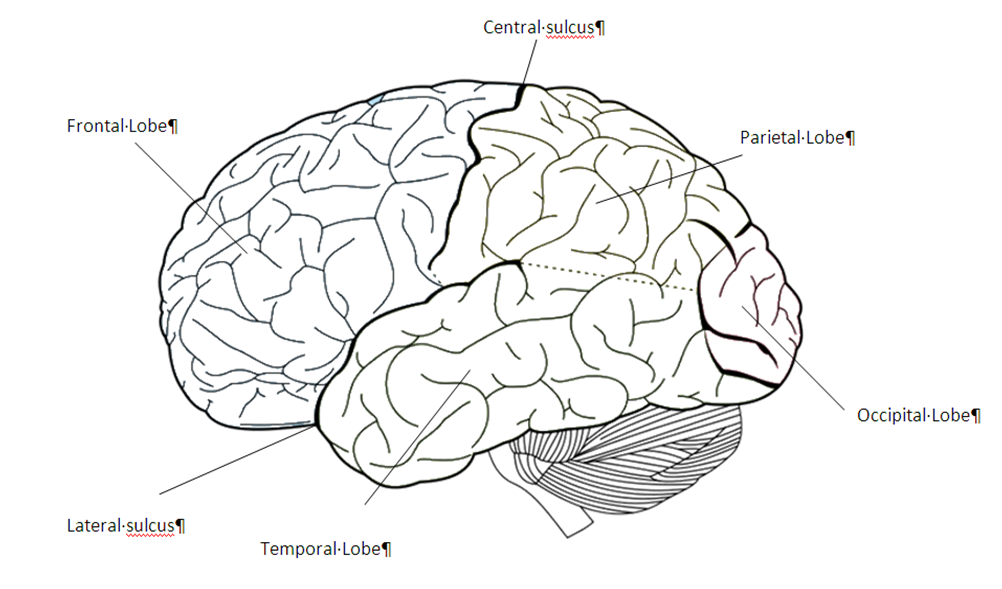 Central·sulcus¶
Frontal·Lobe¶
Parietal·Lobe¶
Occipital·Lobe¶
Lateral·sulcus¶
Temporal·Lobe¶